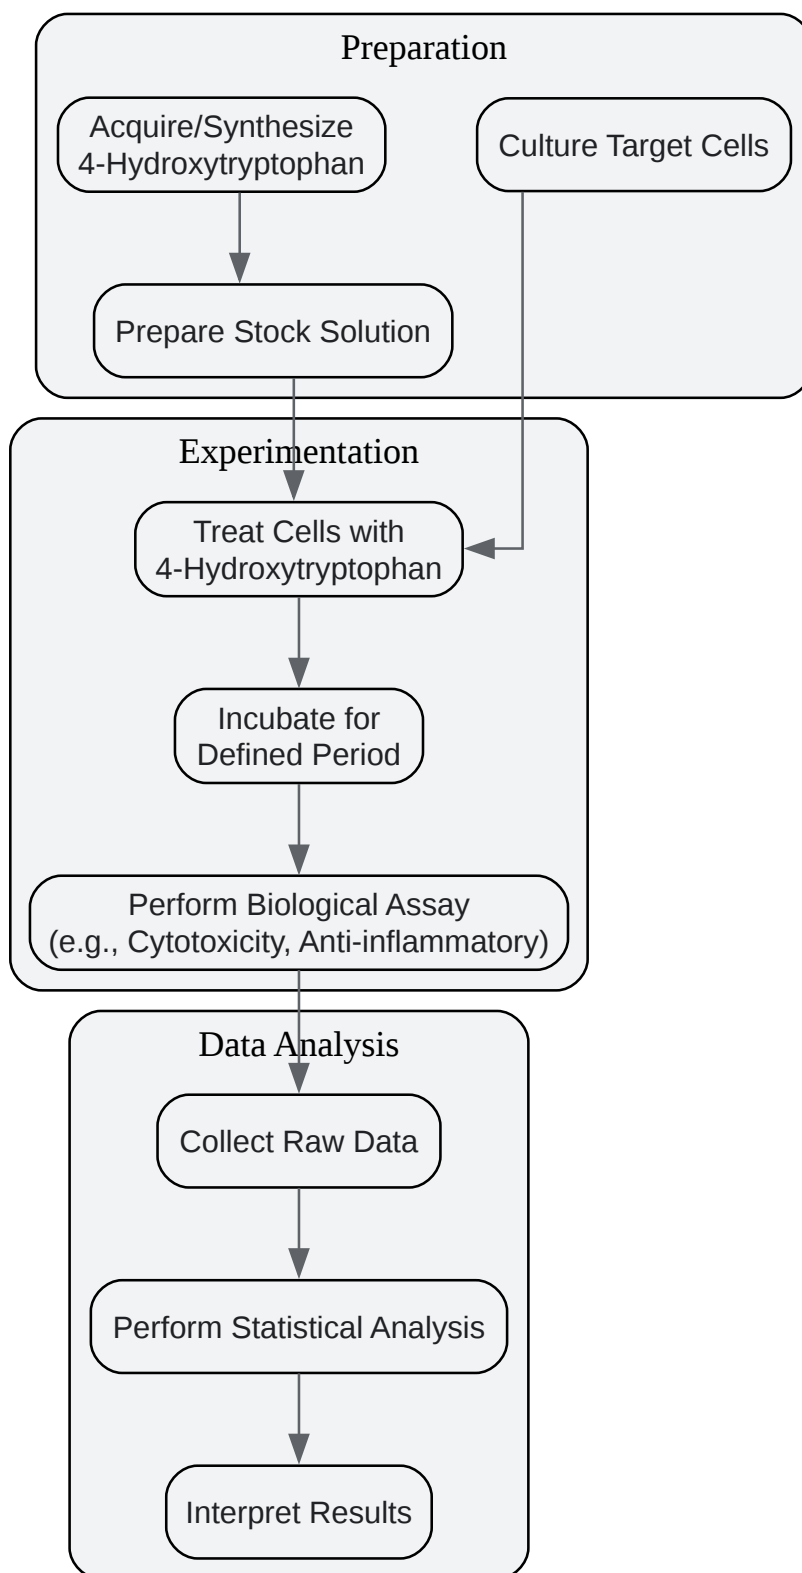 Preparation
Acquire/Synthesize
4-Hydroxytryptophan
Culture Target Cells
Prepare Stock Solution
Experimentation
Treat Cells with
4-Hydroxytryptophan
Incubate for
Defined Period
Perform Biological Assay
(e.g., Cytotoxicity, Anti-inflammatory)
Data Analysis
Collect Raw Data
Perform Statistical Analysis
Interpret Results